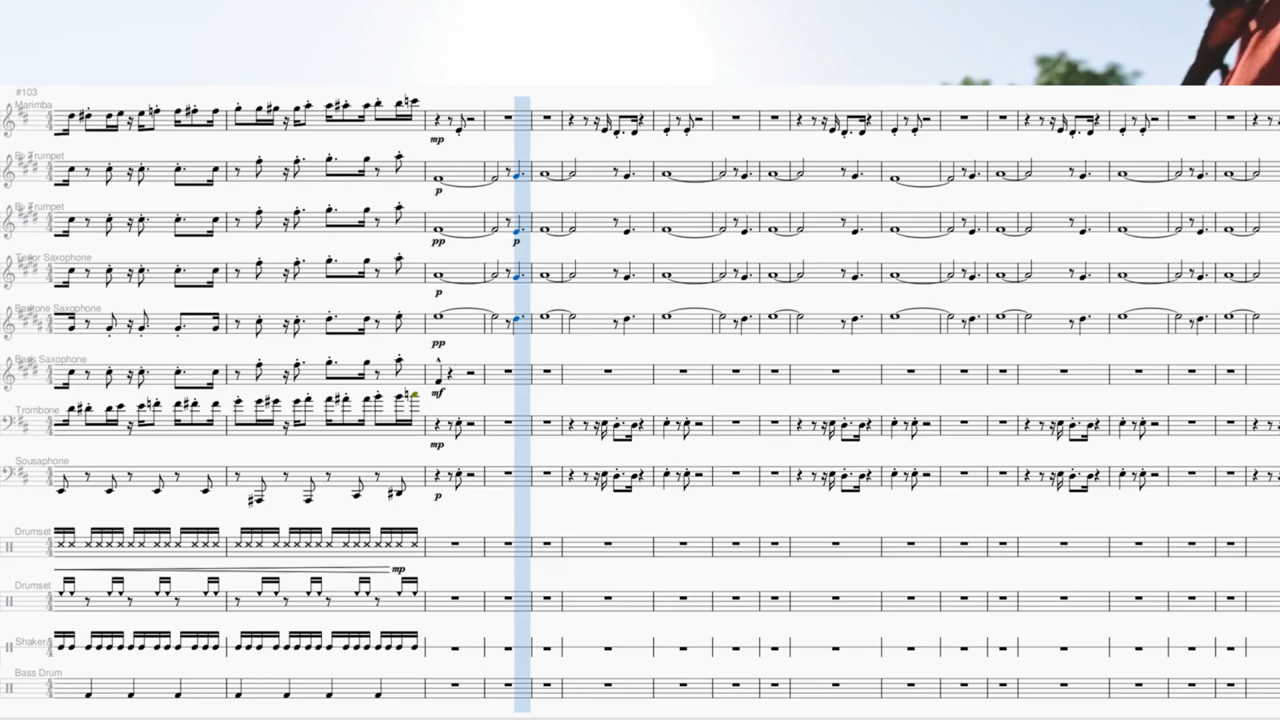 #103
Marimba
mp
B♭ Trumpet
p
B♭ Trumpet
pp
p
Tenor Saxophone
p
Baritone Saxophone
pp
Bass Saxophone
mf
Trombone
mp
Sousaphone
p
Drumset
mp
Drumset
Shaker
Bass Drum